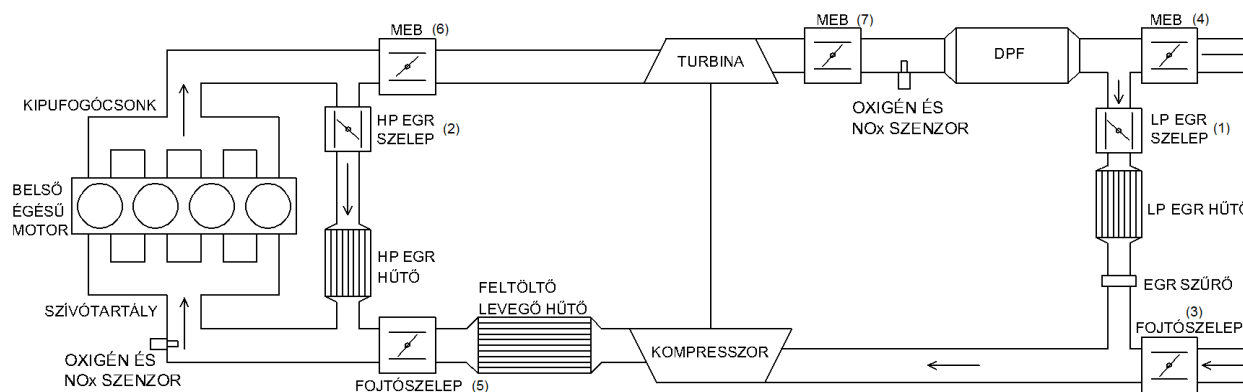 MEB (6)
MEB (7)
MEB (4)
TURBINA
DPF
KIPUFOGÓCSONK
HP EGR
SZELEP (2)
OXIGÉN ÉS
NOx SZENZOR
LP EGR (1)
SZELEP
BELSŐ
ÉGÉSŰ
MOTOR
LP EGR HŰTŐ
HP EGR
HŰTŐ
FELTÖLTŐ
LEVEGŐ HŰTŐ
EGR SZŰRŐ
SZÍVÓTARTÁLY
(3)
FOJTÓSZELEP
KOMPRESSZOR
OXIGÉN ÉS
NOx SZENZOR
FOJTÓSZELEP (5)